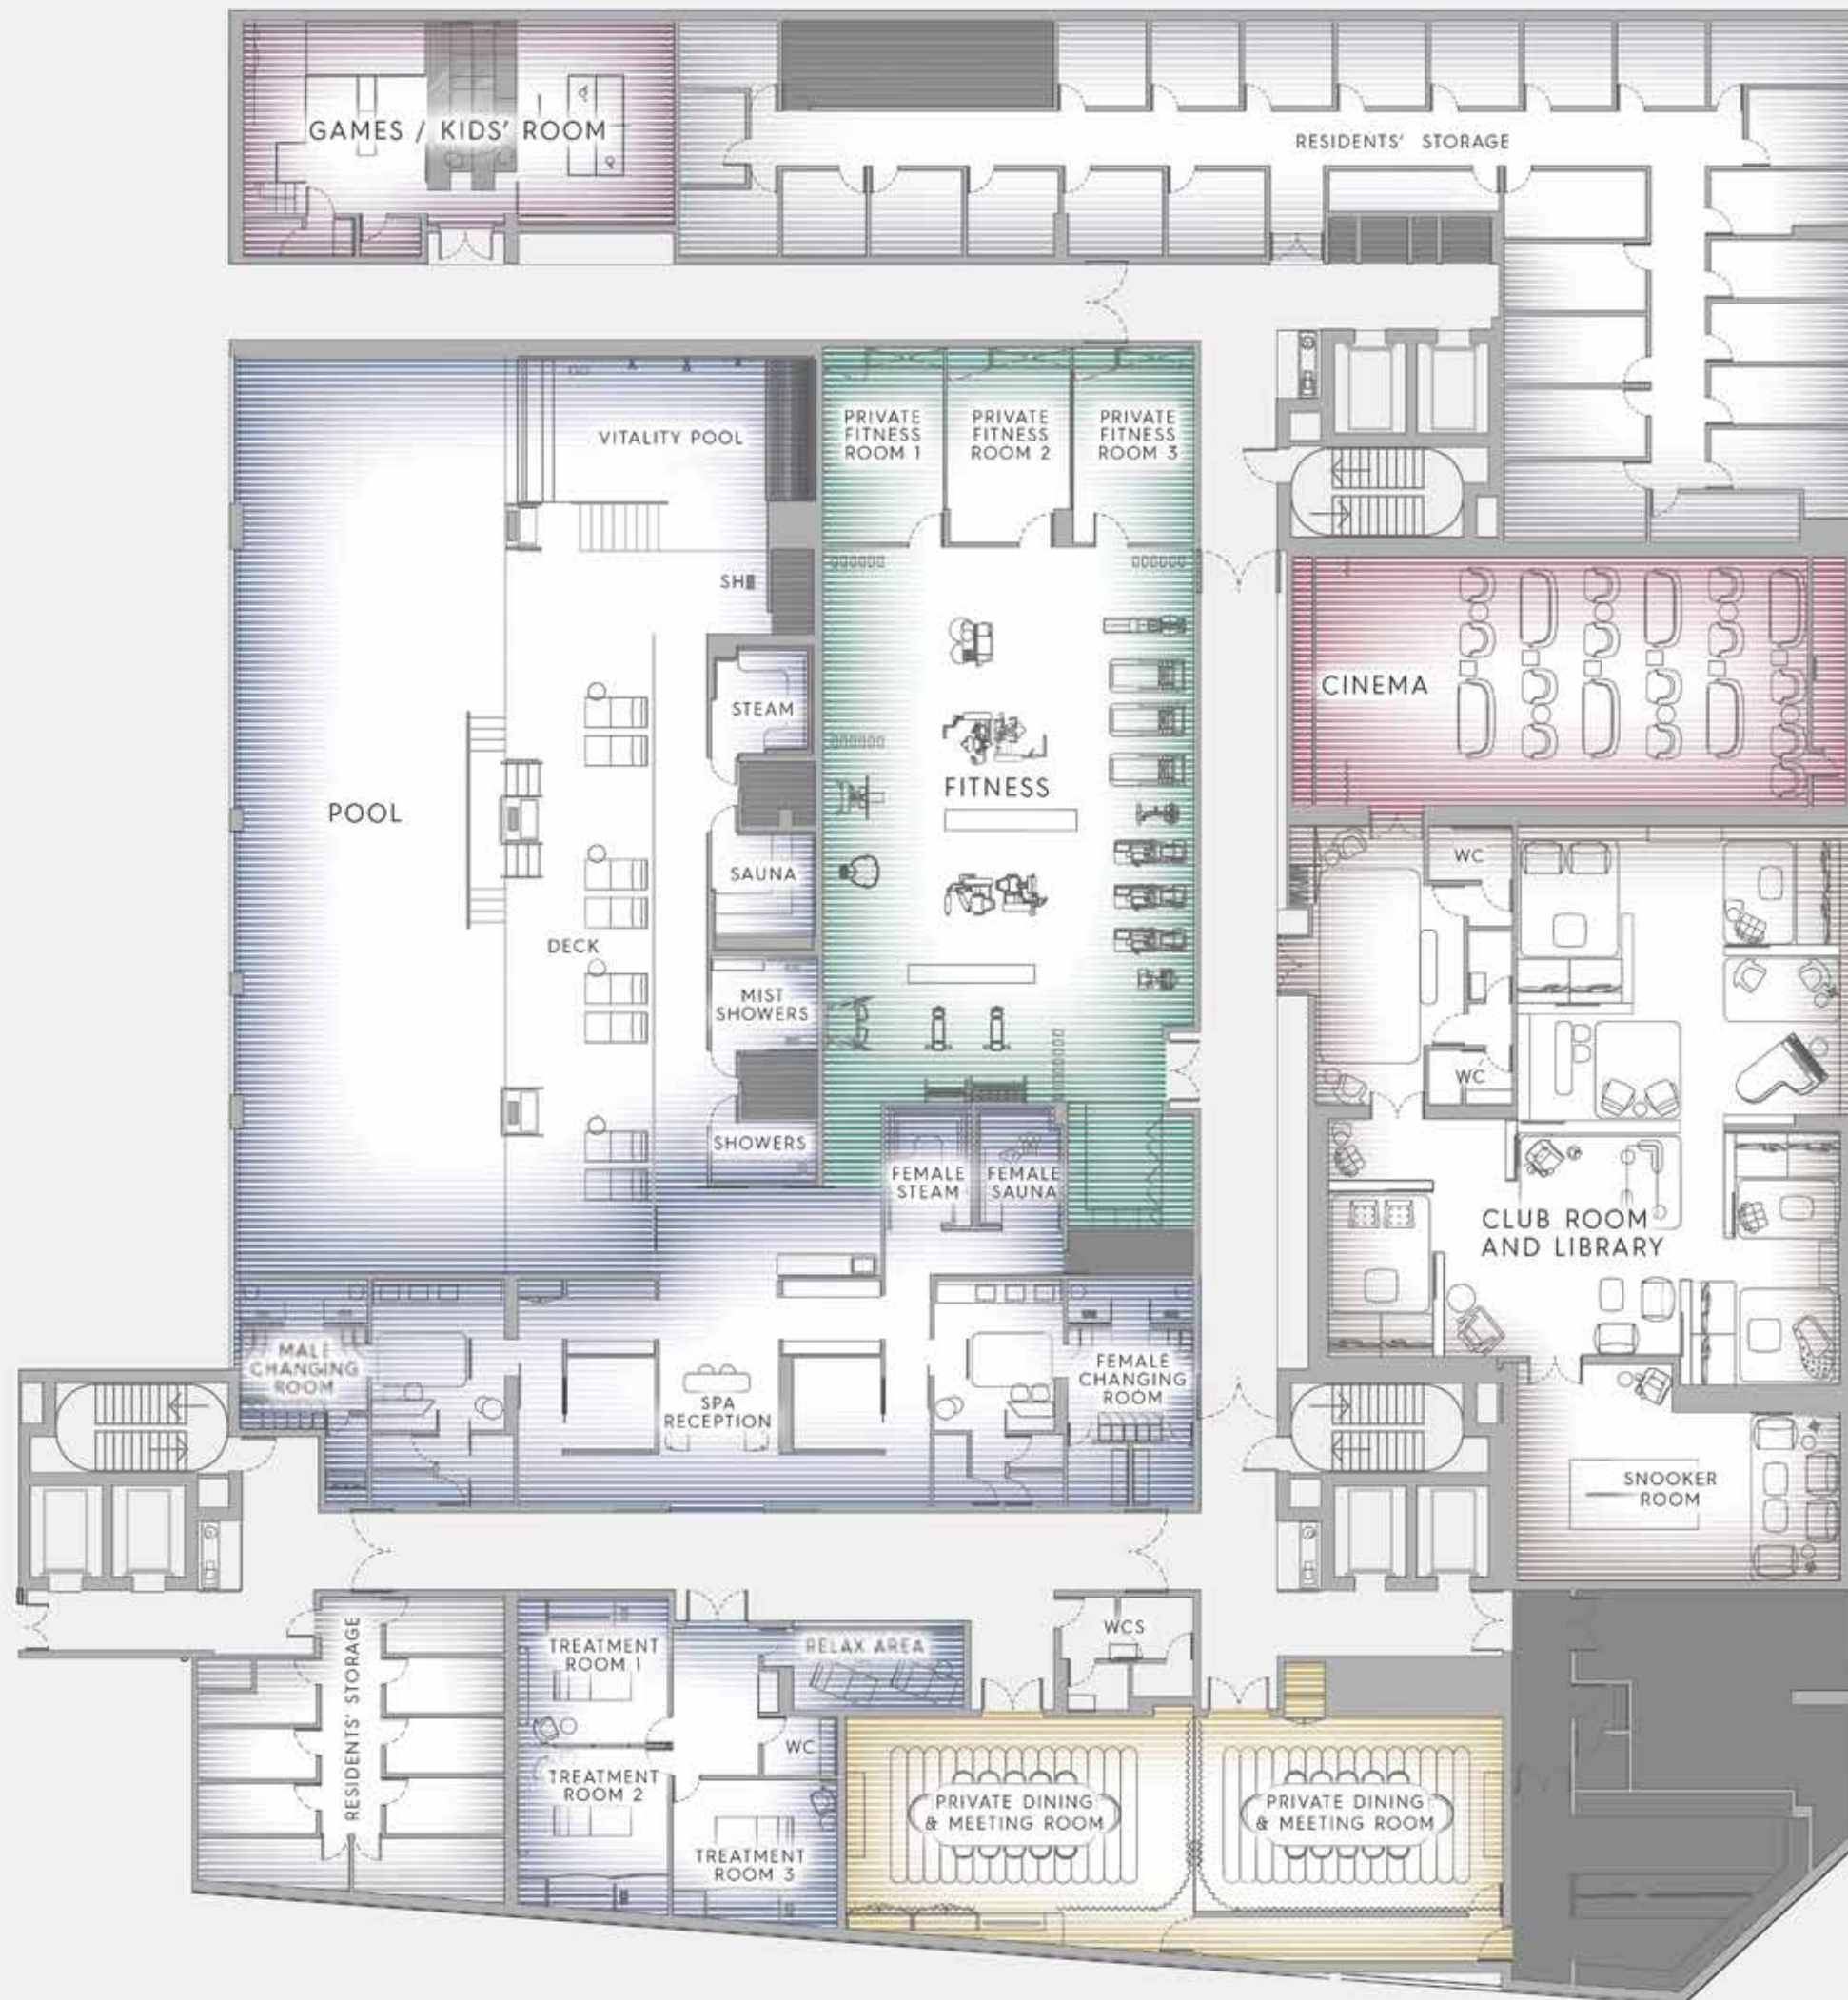 GAMES / KIDS' ROOM
RESIDENTS' STORAGE
VITALITY POOL
PRIVATE
FITNESS
ROOM 1
PRIVATE
FITNESS
ROOM 2
PRIVATE
FITNESS
ROOM 3
STEAM
CINEMA
POOL
FITNESS
SAUNA
WC
DECK
MIST
SHOWERS
WC
SHOWERS
FEMALE
STEAM
FEMALE
SAUNA
CLUB ROOM
AND LIBRARY
MALE
CHANGING
ROOM
SPA
RECEPTION
FEMALE
CHANGING
ROOM
SNOOKER
ROOM
RESIDENTS' STORAGE
TREATMENT
ROOM 1
RELAX AREA
WCS
WC
TREATMENT
ROOM 2
TREATMENT
ROOM 3
PRIVATE DINING
& MEETING ROOM
PRIVATE DINING
& MEETING ROOM